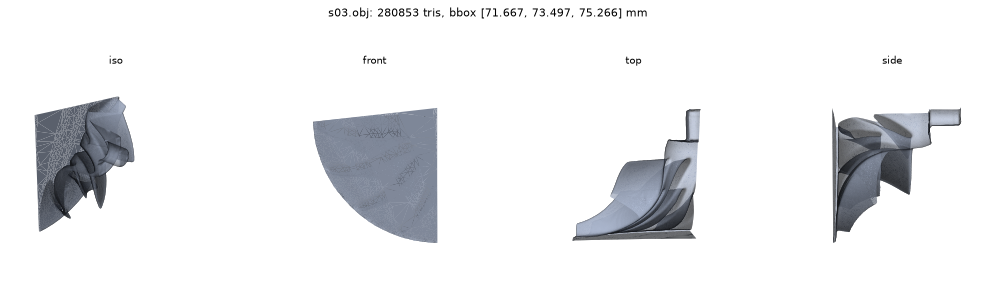 s03.obj: 280853 tris, bbox [71.667, 73.497, 75.266] mm
iso
front
top
side